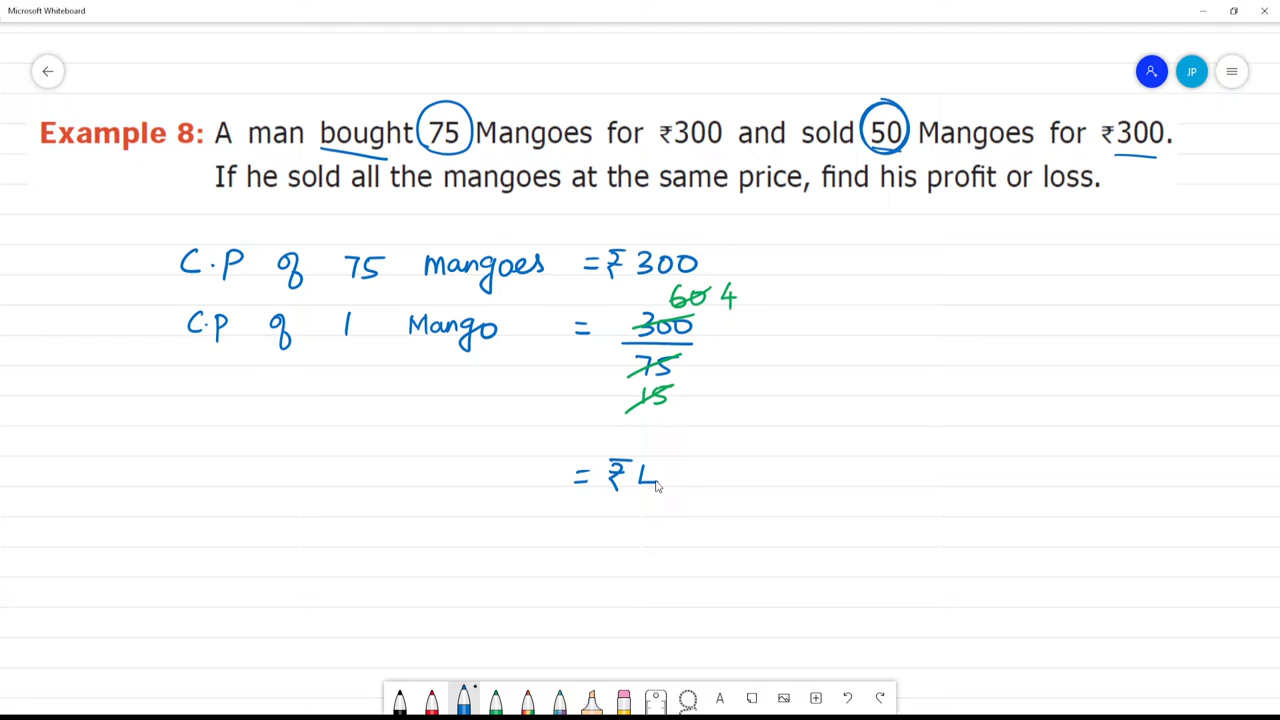 Microsoft Whiteboard
JP
Example 8: A man bought 75 Mangoes for ₹300 and sold 50 Mangoes for ₹300.
If he sold all the mangoes at the same price, find his profit or loss.
C.P of 75 mangoes = ₹ 300
60 4
C.P of 1 Mango = 300
75
15
= ₹ 4
A